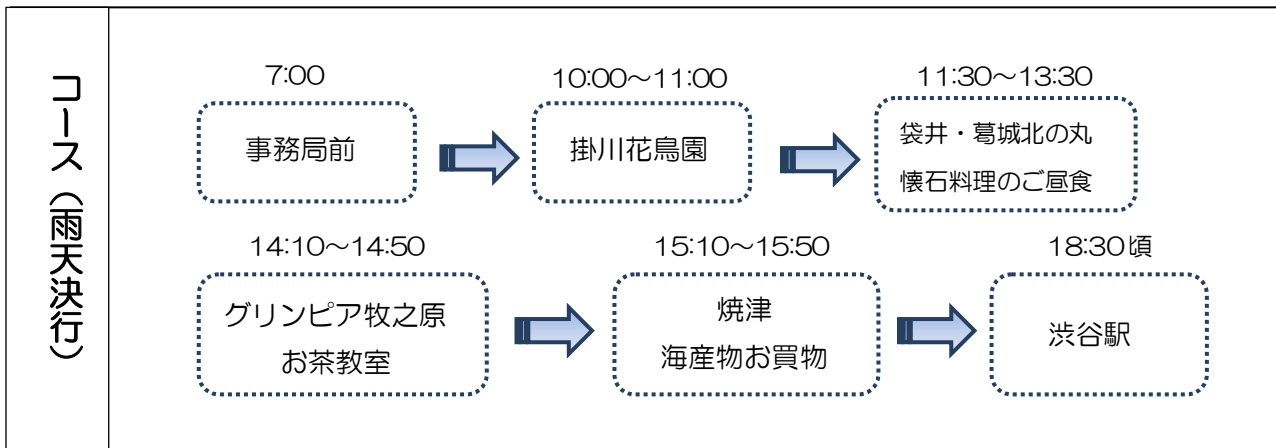 コース（雨天決行）
7:00
事務局前
10:00～11:00
掛川花鳥園
11:30～13:30
袋井・葛城北の丸
懐石料理のご昼食
14:10～14:50
グリンピア牧之原
お茶教室
15:10～15:50
焼津
海産物お買物
18:30頃
渋谷駅